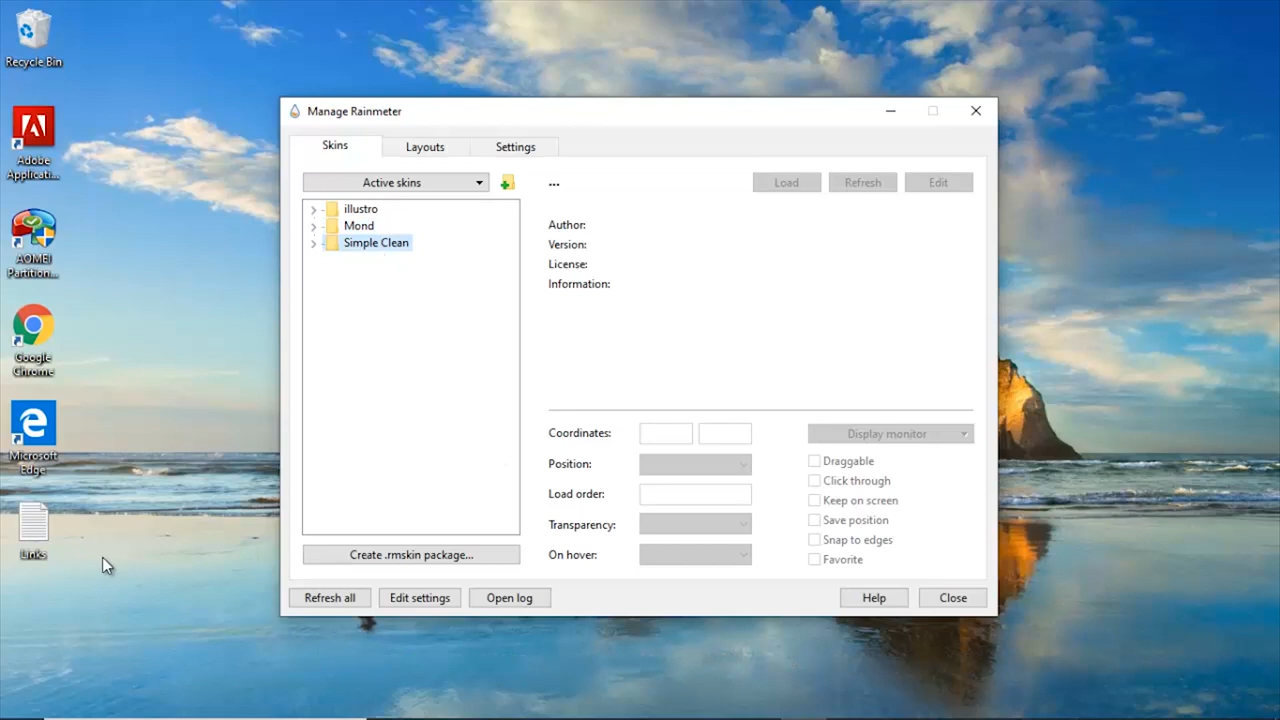 Recycle Bin
Adobe
Applicati...
AOMEI
Partition...
Google
Chrome
Microsoft
Edge
Links
Manage Rainmeter
Skins
Layouts
Settings
Active skins
...
Load
Refresh
Edit
illustro
Mond
Simple Clean
Author:
Version:
License:
Information:
Coordinates:
Display monitor
Position:
Draggable
Click through
Load order:
Keep on screen
Transparency:
Save position
Snap to edges
On hover:
Favorite
Create .rmskin package...
Refresh all
Edit settings
Open log
Help
Close